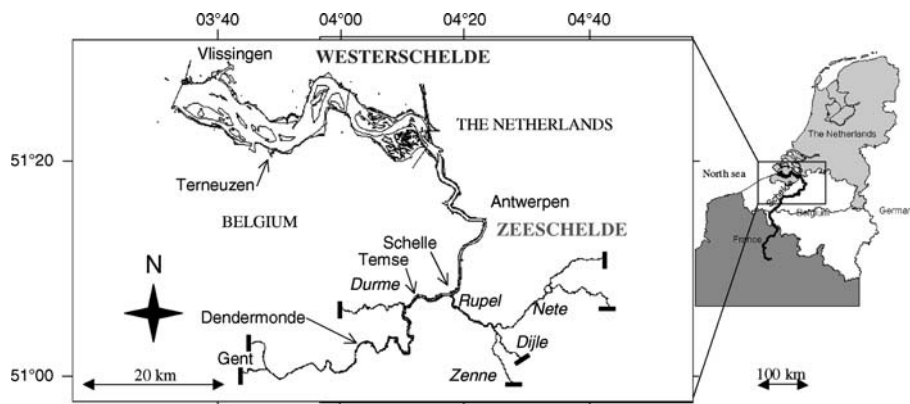 03°40 04°00 04°20 04°42
Vlissingen
WESTERSCHELDE
51°20
THE NETHERLANDS
Terneuzen
Antwerpen
BELGIUM
ZEESCHELDE
Schelle
Temse
N
Durme
Rupel
Nete
Dendermonde
Dijle
Gent
Zenne
51°00
20 km
The Netherlands
North sea
Belgium
German
France
100 km